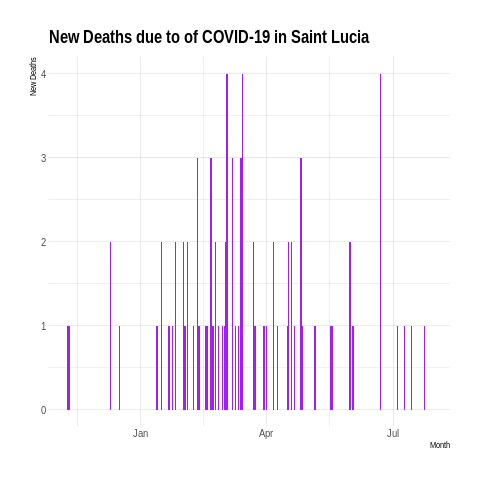 New Deaths due to of COVID-19 in Saint Lucia
New Deaths
4
3
2
1
0
Jan
Apr
Jul
Month